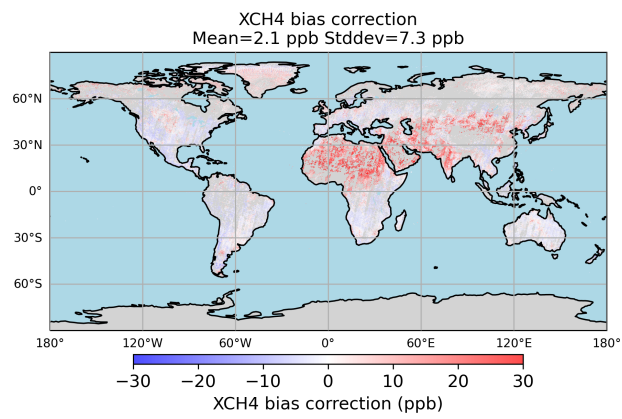 XCH4 bias correction
Mean=2.1 ppb Stddev=7.3 ppb
60°N
30°N
0°
30°S
60°S
180° 120°W 60°W 0° 60°E 120°E 180°
−30 −20 −10 0 10 20 30
XCH4 bias correction (ppb)